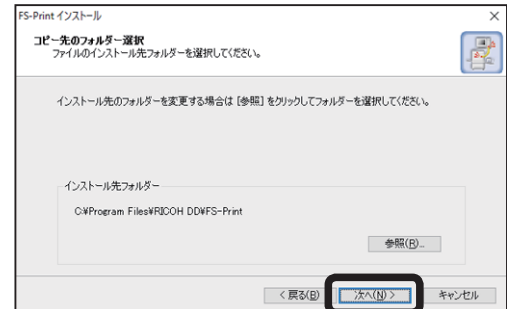 FS-Print インストール
コピー先のフォルダー選択
ファイルのインストール先フォルダーを選択してください。
インストール先のフォルダーを変更する場合は [参照] をクリックしてフォルダーを選択してください。
インストール先フォルダー
C:¥Program Files¥RICOH DD¥FS-Print
参照(R)...
< 戻る(B)
次へ(N) >
キャンセル